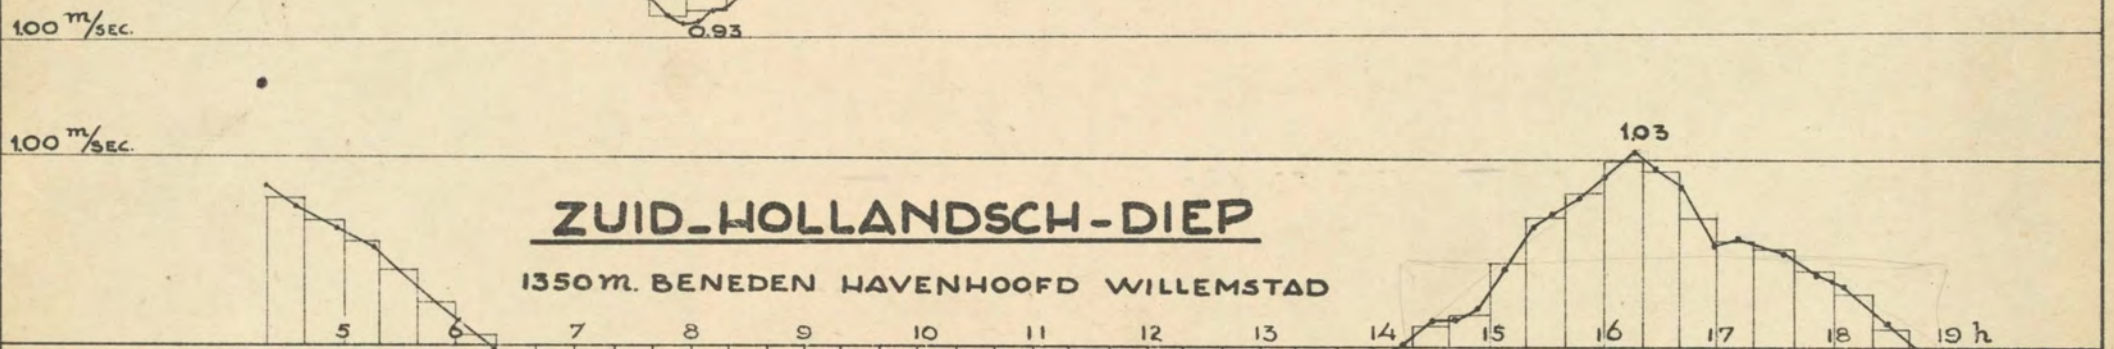 1.00 m/SEC.
0.93
1.00 m/SEC.
1.03
ZUID-HOLLANDSCH-DIEP
1350 m. BENEDEN HAVENHOOFD WILLEMSTAD
5 6 7 8 9 10 11 12 13 14 15 16 17 18 19 h